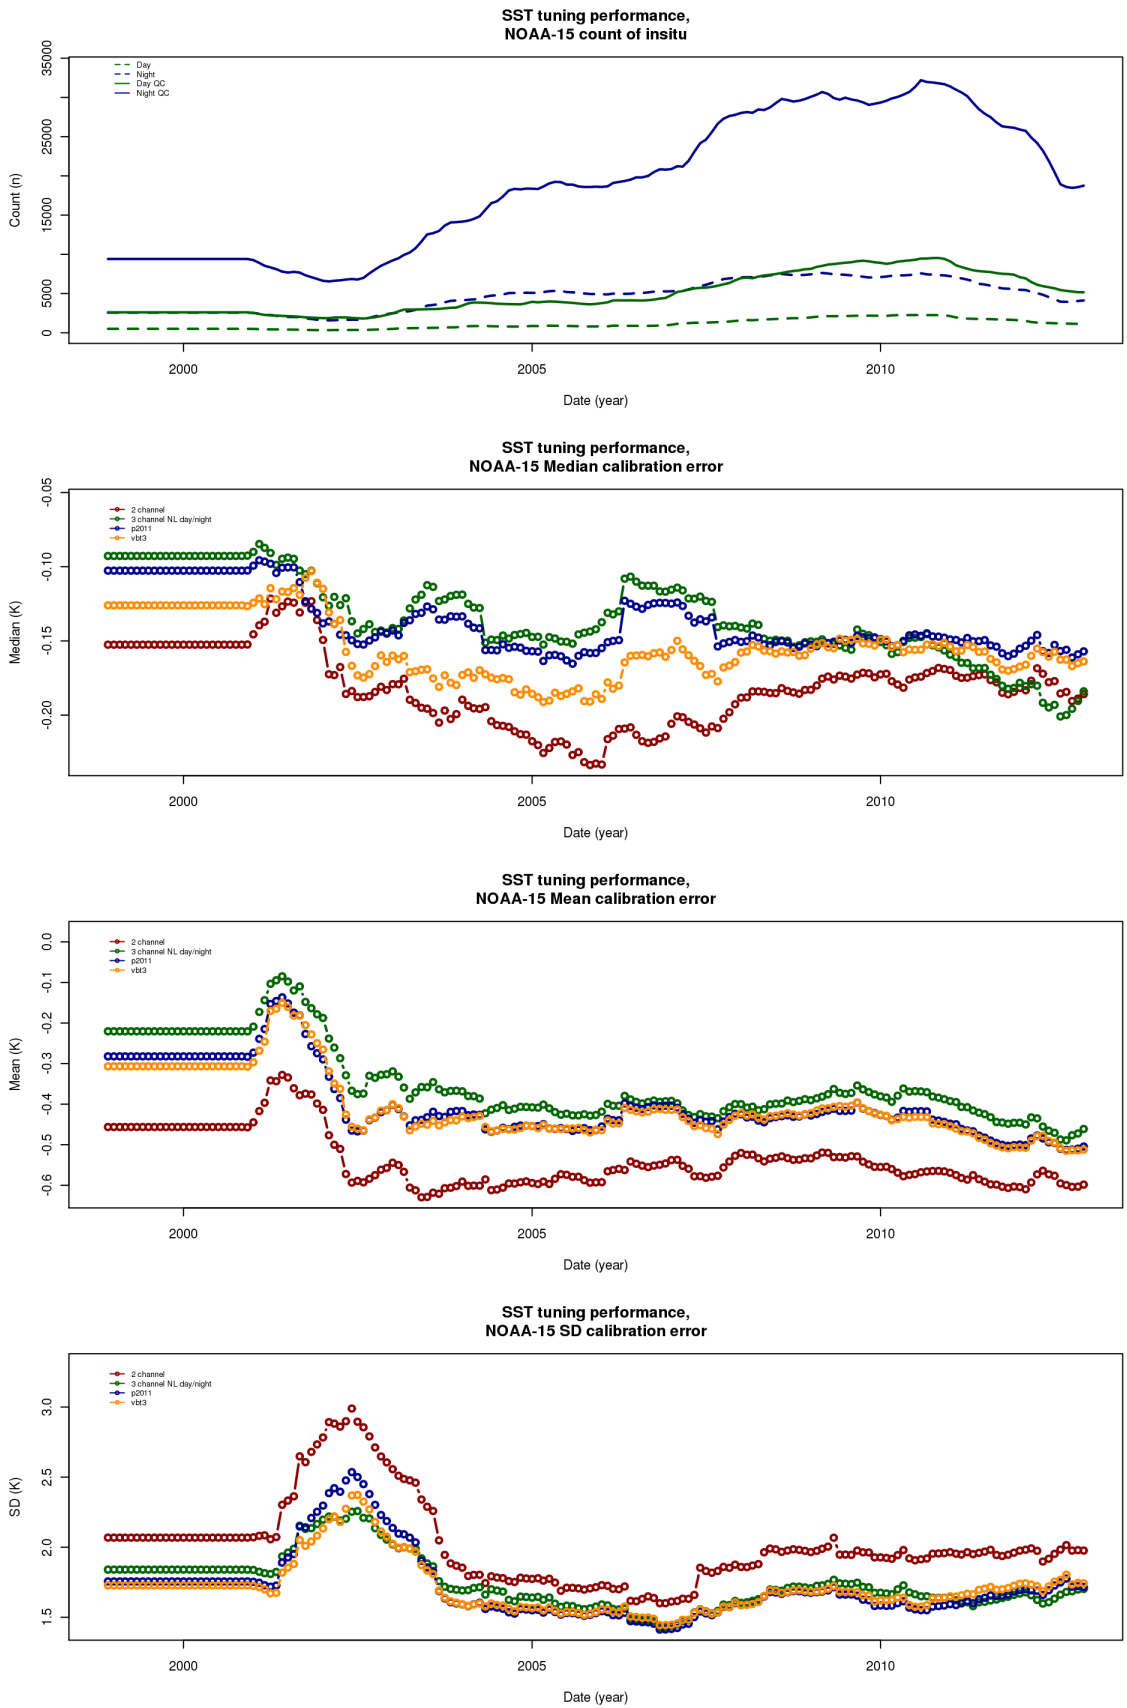 SST tuning performance,
NOAA-15 count of insitu
Day
Night
Day QC
Night QC
Count (n)
0
5000
15000
25000
35000
2000
2005
2010
Date (year)
SST tuning performance,
NOAA-15 Median calibration error
2 channel
3 channel NL day/night
p2011
vbt3
Median (K)
-0.05
-0.10
-0.15
-0.20
2000
2005
2010
Date (year)
SST tuning performance,
NOAA-15 Mean calibration error
2 channel
3 channel NL day/night
p2011
vbt3
Mean (K)
0.0
-0.1
-0.2
-0.3
-0.4
-0.5
-0.6
2000
2005
2010
Date (year)
SST tuning performance,
NOAA-15 SD calibration error
2 channel
3 channel NL day/night
p2011
vbt3
SD (K)
3.0
2.5
2.0
1.5
2000
2005
2010
Date (year)